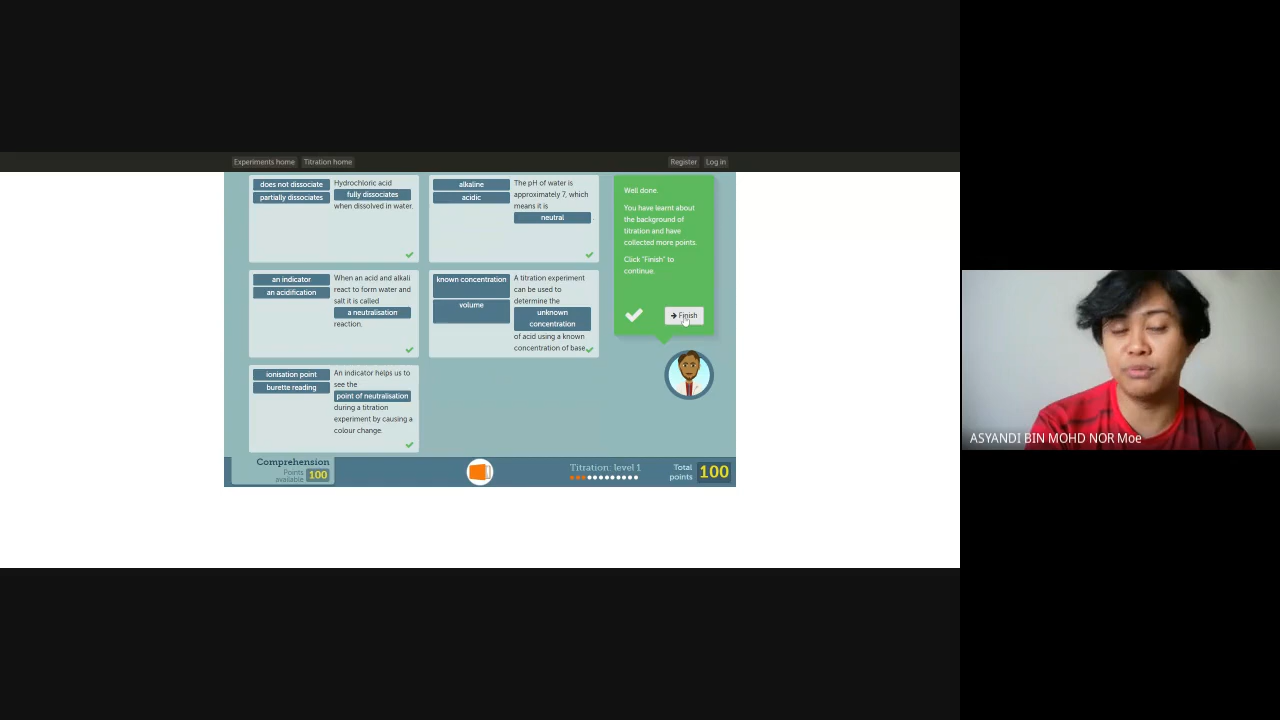 Experiments home
Titration home
Register
Log in
does not dissociate
partially dissociates
Hydrochloric acid
fully dissociates
when dissolved in water.
alkaline
acidic
The pH of water is
approximately 7, which
means it is
neutral
.
Well done.
You have learnt about
the background of
titration and have
collected more points.
Click "Finish" to
continue.
Finish
an indicator
an acidification
When an acid and alkali
react to form water and
salt it is called
a neutralisation
reaction.
known concentration
volume
A titration experiment
can be used to
determine the
unknown
concentration
of acid using a known
concentration of base.
ionisation point
burette reading
An indicator helps us to
see the
point of neutralisation
during a titration
experiment by causing a
colour change.
Comprehension
Points
available
100
Titration: level 1
Total
points
100
ASYANDI BIN MOHD NOR Moe